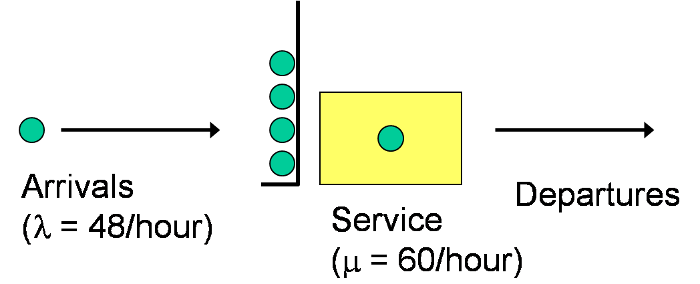 Arrivals
(λ = 48/hour)
Service
(μ = 60/hour)
Departures